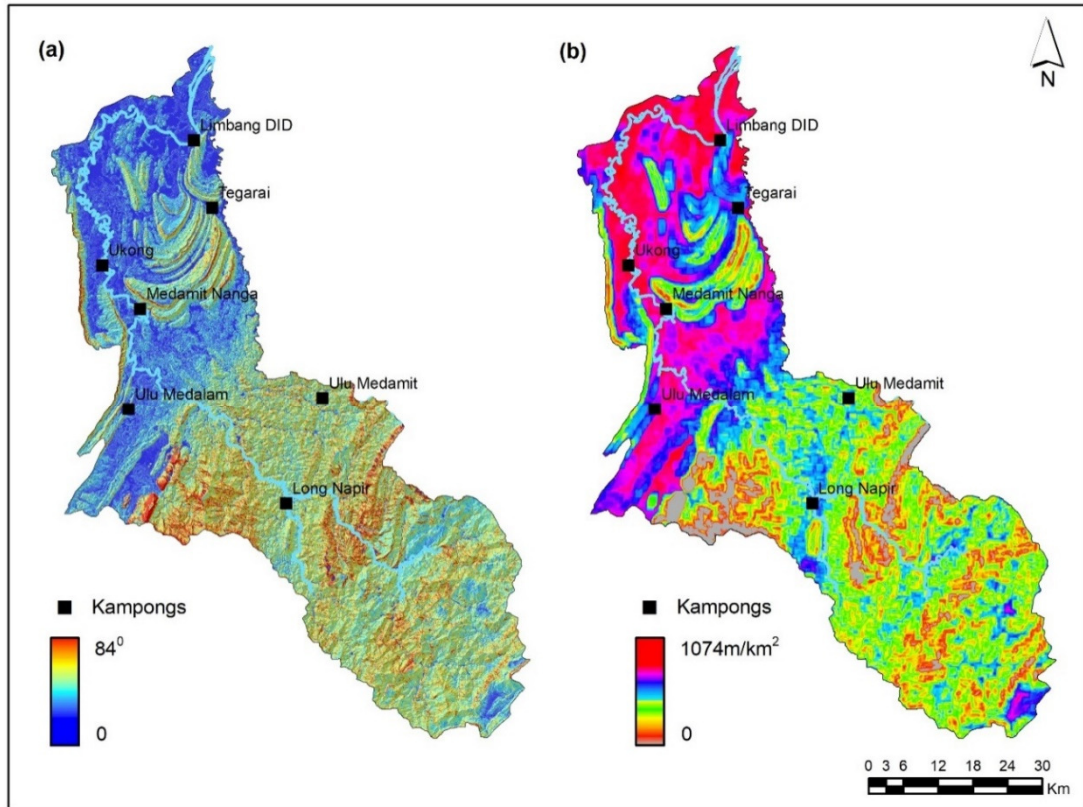 (a)
Limbang DID
Tegarai
Ukong
Medamit Nanga
Ulu Medamit
Ulu Medalam
Long Napir
Kampongs
84⁰
0
(b)
N
Limbang DID
Tegarai
Ukong
Medamit Nanga
Ulu Medamit
Ulu Medalam
Long Napir
Kampongs
1074m/km²
0
0 3 6 12 18 24 30
Km